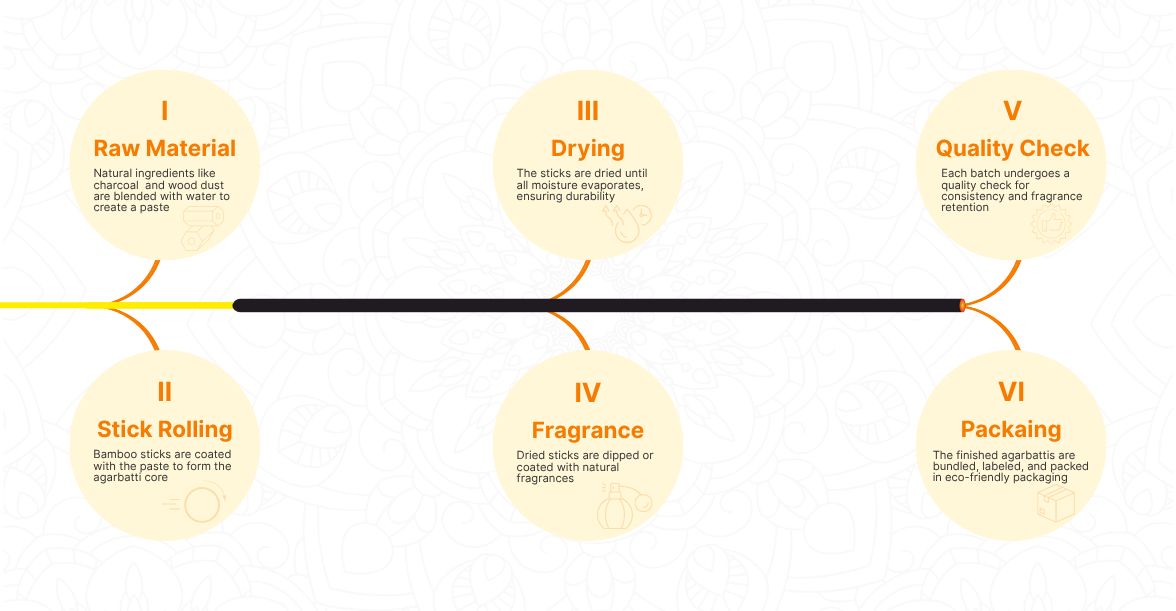 I
Raw Material
Natural ingredients like
charcoal  and wood dust
are blended with water to
create a paste
II
Stick Rolling
Bamboo sticks are coated
with the paste to form the
agarbatti core
III
Drying
The sticks are dried until
all moisture evaporates,
ensuring durability
IV
Fragrance
Dried sticks are dipped or
coated with natural
fragrances
V
Quality Check
Each batch undergoes a
quality check for
consistency and fragrance
retention
VI
Packaing
The finished agarbattis are
bundled, labeled, and packed
in eco-friendly packaging